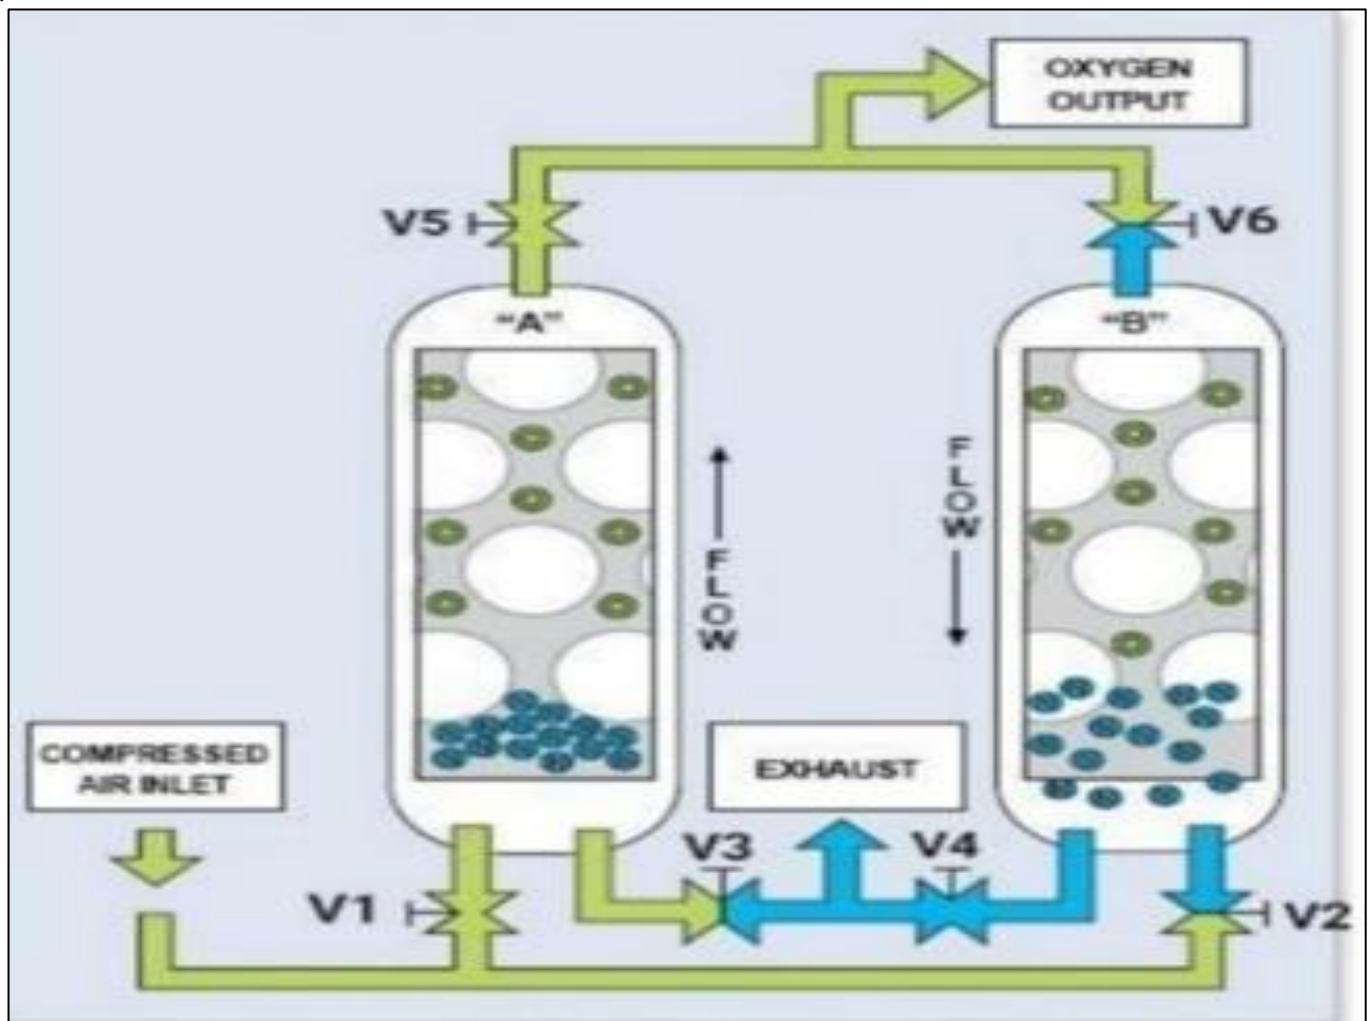 OXYGEN
OUTPUT
V5
V6
"A"
"B"
FLOW
FLOW
COMPRESSED
AIR INLET
EXHAUST
V3
V4
V1
V2